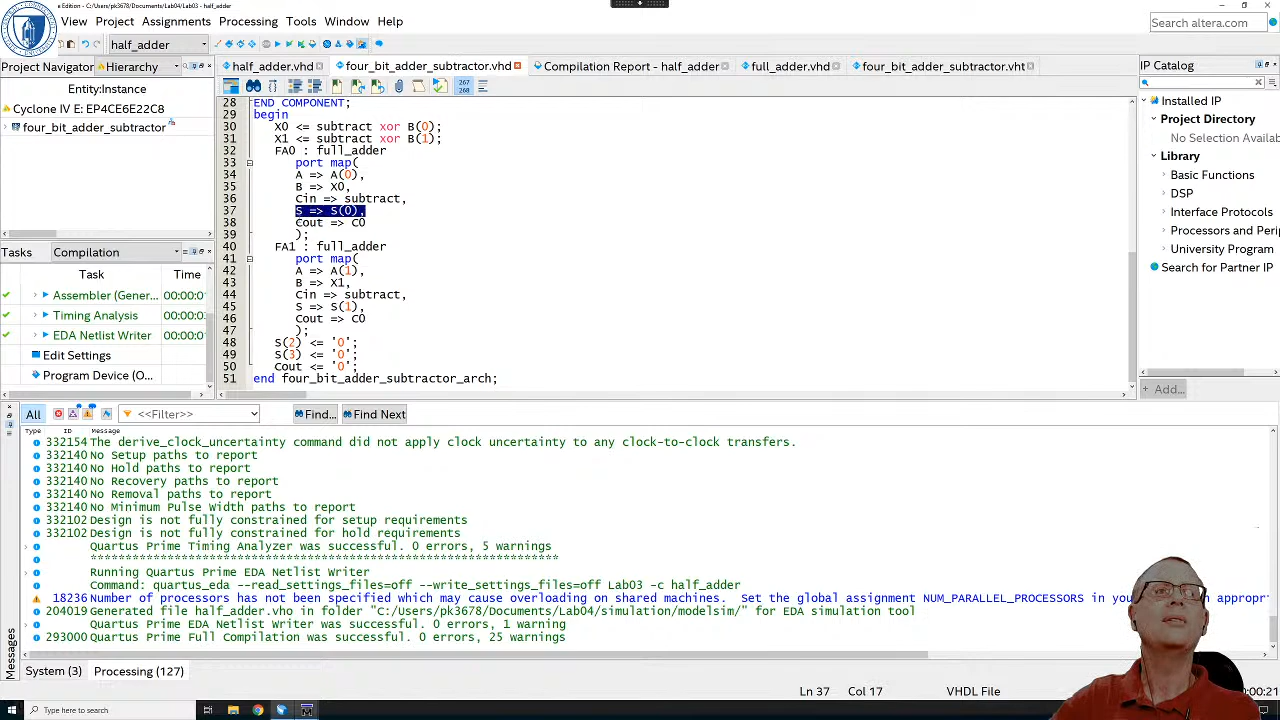 e Edition - C:/Users/pk3678/Documents/Lab04/Lab03 - half_adder
View Project Assignments Processing Tools Window Help
Search altera.com
half_adder
Project Navigator Hierarchy
half_adder.vhd four_bit_adder_subtractor.vhd Compilation Report - half_adder full_adder.vhd four_bit_adder_subtractor.vht
IP Catalog
Entity:Instance
267
268
Cyclone IV E: EP4CE6E22C8
four_bit_adder_subtractor
28 END COMPONENT;
29 begin
30 X0 <= subtract xor B(0);
31 X1 <= subtract xor B(1);
32 FA0 : full_adder
33 port map(
34 A => A(0),
35 B => X0,
36 Cin => subtract,
37 S => S(0),
38 Cout => C0
39 );
40 FA1 : full_adder
41 port map(
42 A => A(1),
43 B => X1,
44 Cin => subtract,
45 S => S(1),
46 Cout => C0
47 );
48 S(2) <= '0';
49 S(3) <= '0';
50 Cout <= '0';
51 end four_bit_adder_subtractor_arch;
Installed IP
Project Directory
No Selection Availa
Library
Basic Functions
DSP
Interface Protocols
Processors and Perip
University Program
Search for Partner IP
+ Add...
Tasks Compilation
Task Time
Assembler (Gener... 00:00:0
Timing Analysis 00:00:0
EDA Netlist Writer 00:00:0
Edit Settings
Program Device (O...
All <<Filter>> Find... Find Next
Type ID Message
332154 The derive_clock_uncertainty command did not apply clock uncertainty to any clock-to-clock transfers.
332140 No Setup paths to report
332140 No Hold paths to report
332140 No Recovery paths to report
332140 No Removal paths to report
332140 No Minimum Pulse Width paths to report
332102 Design is not fully constrained for setup requirements
332102 Design is not fully constrained for hold requirements
Quartus Prime Timing Analyzer was successful. 0 errors, 5 warnings
*******************************************************************
Running Quartus Prime EDA Netlist Writer
Command: quartus_eda --read_settings_files=off --write_settings_files=off Lab03 -c half_adder
18236 Number of processors has not been specified which may cause overloading on shared machines. Set the global assignment NUM_PARALLEL_PROCESSORS in you
204019 Generated file half_adder.vho in folder "C:/Users/pk3678/Documents/Lab04/simulation/modelsim/" for EDA simulation tool
Quartus Prime EDA Netlist Writer was successful. 0 errors, 1 warning
293000 Quartus Prime Full Compilation was successful. 0 errors, 25 warnings
Messages
System (3) Processing (127)
Ln 37 Col 17 VHDL File 00:00:21
Type here to search